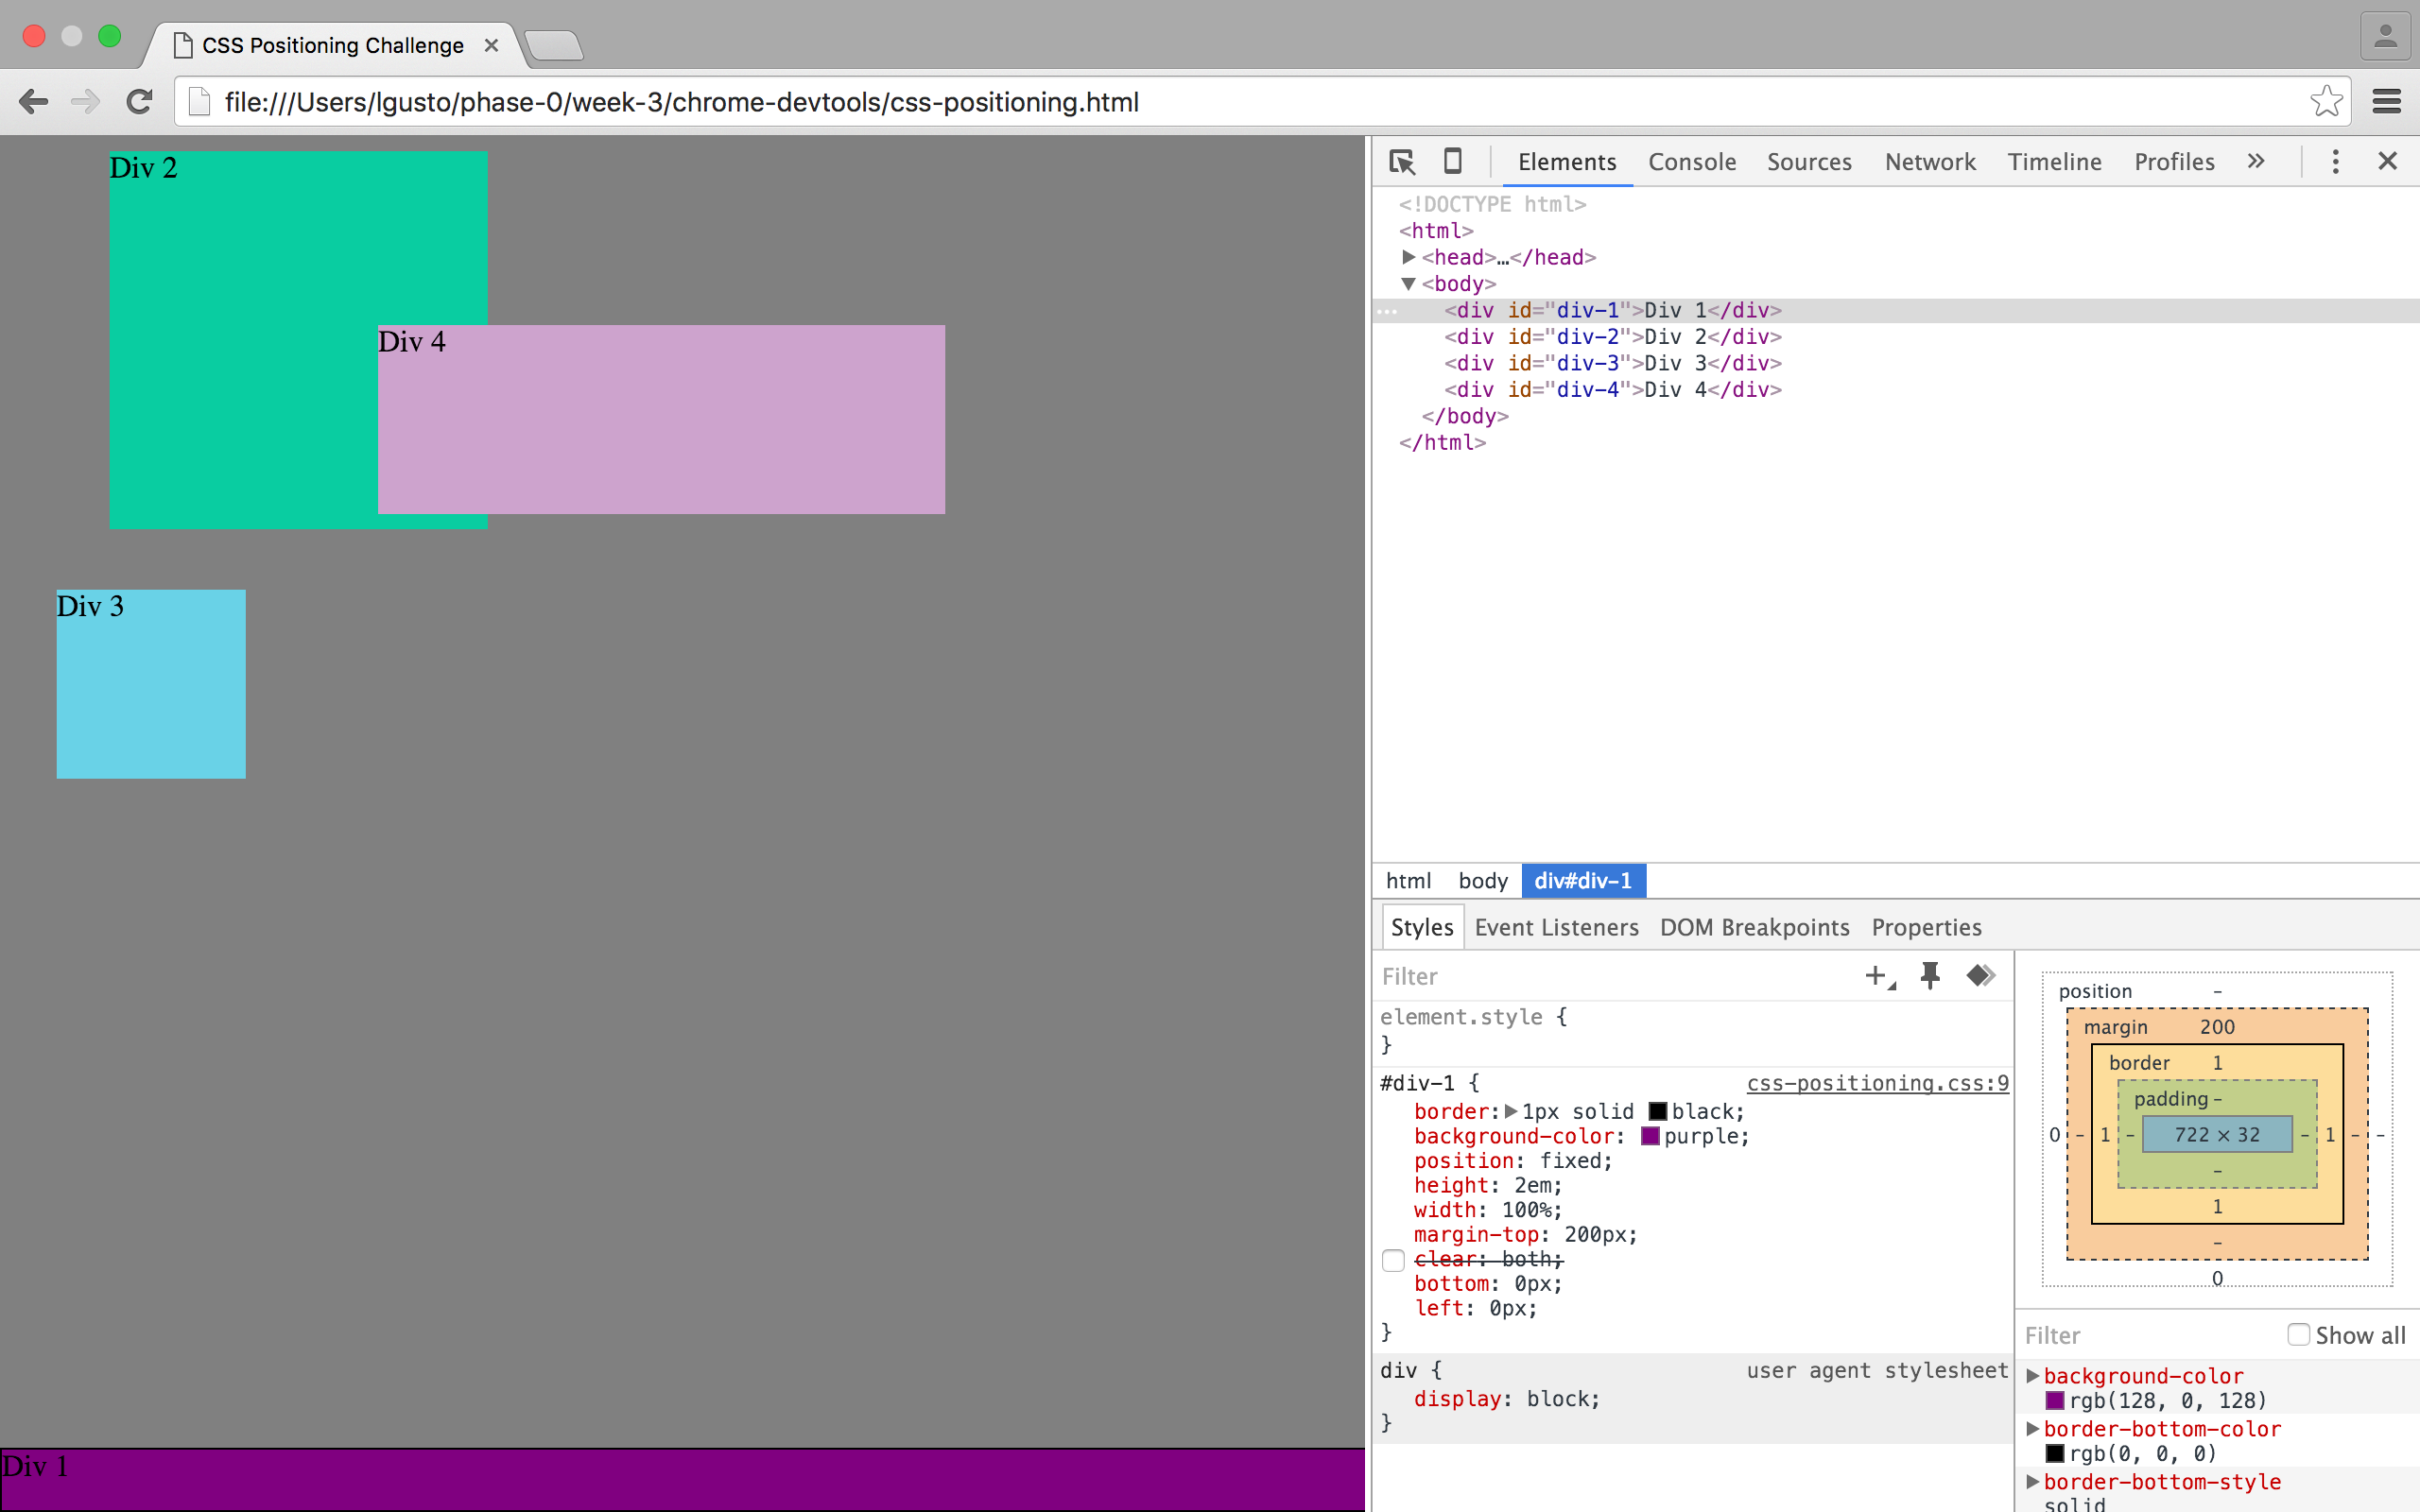 CSS Positioning Challenge
file:///Users/lgusto/phase-0/week-3/chrome-devtools/css-positioning.html
Div 2
Div 4
Div 3
Div 1
Elements Console Sources Network Timeline Profiles »
<!DOCTYPE html>
<html>
<head>…</head>
<body>
<div id="div-1">Div 1</div>
<div id="div-2">Div 2</div>
<div id="div-3">Div 3</div>
<div id="div-4">Div 4</div>
</body>
</html>
html body div#div-1
Styles Event Listeners DOM Breakpoints Properties
Filter
element.style {
}
#div-1 { css-positioning.css:9
border: 1px solid black;
background-color: purple;
position: fixed;
height: 2em;
width: 100%;
margin-top: 200px;
clear: both;
bottom: 0px;
left: 0px;
}
div { user agent stylesheet
display: block;
}
position -
margin 200
border 1
padding -
0 - 1 - 722 × 32 - 1 - -
-
1
-
0
Filter Show all
background-color
rgb(128, 0, 128)
border-bottom-color
rgb(0, 0, 0)
border-bottom-style
solid